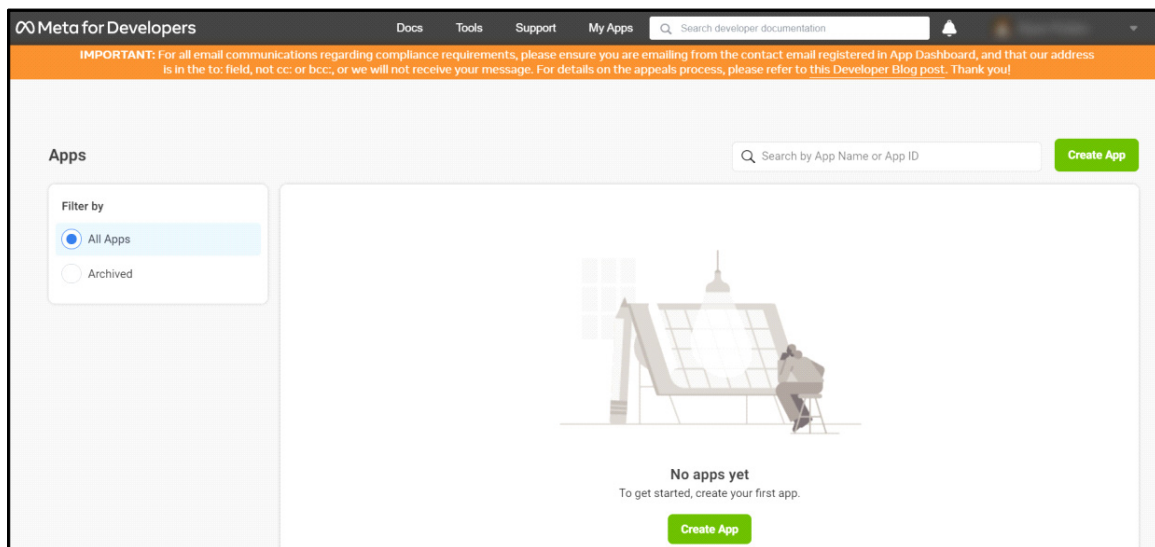 Meta for Developers
Docs
Tools
Support
My Apps
Search developer documentation
IMPORTANT: For all email communications regarding compliance requirements, please ensure you are emailing from the contact email registered in App Dashboard, and that our address
is in the to: field, not cc: or bcc:, or we will not receive your message. For details on the appeals process, please refer to this Developer Blog post. Thank you!
Apps
Search by App Name or App ID
Create App
Filter by
All Apps
Archived
No apps yet
To get started, create your first app.
Create App